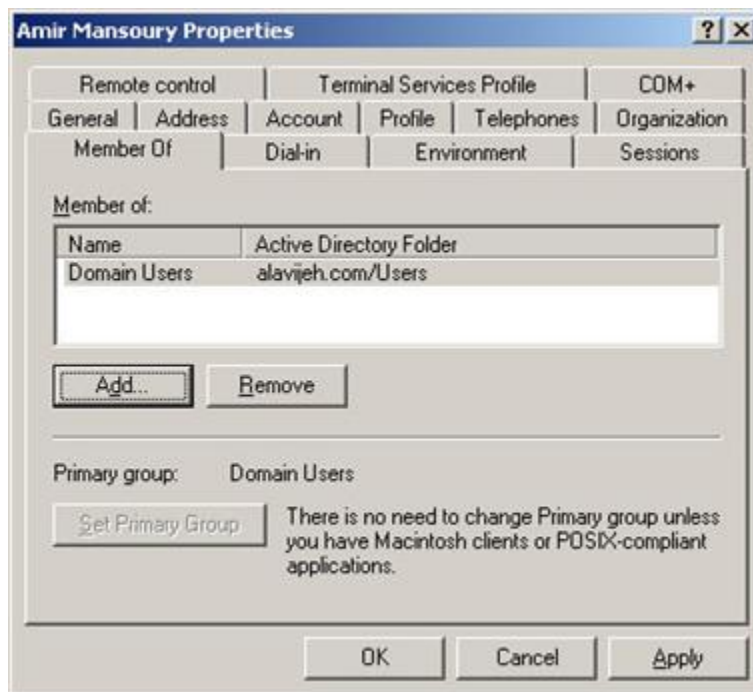 Amir Mansoury Properties
Remote control Terminal Services Profile COM+
General Address Account Profile Telephones Organization
Member Of Dial-in Environment Sessions
Member of:
Name Active Directory Folder
Domain Users alavijeh.com/Users
Add... Remove
Primary group: Domain Users
Set Primary Group
There is no need to change Primary group unless
you have Macintosh clients or POSIX-compliant
applications.
OK Cancel Apply